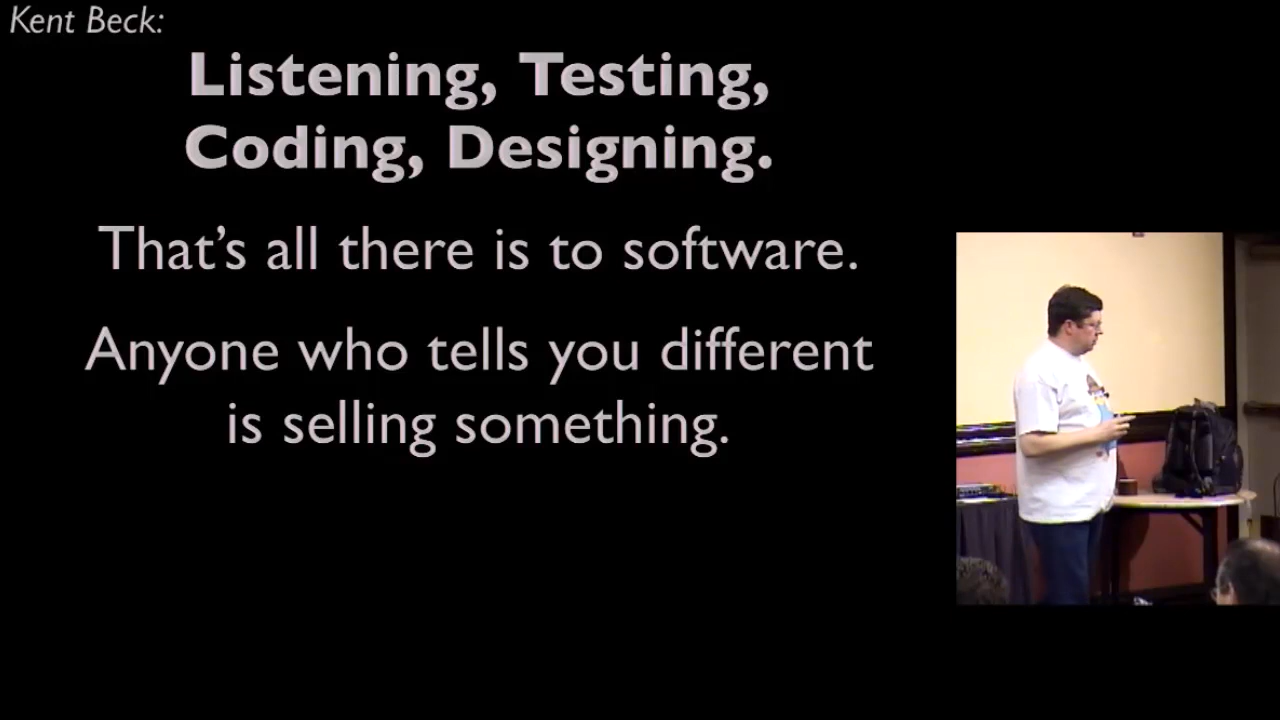 Kent Beck:
Listening, Testing,
Coding, Designing.
That's all there is to software.
Anyone who tells you different
is selling something.